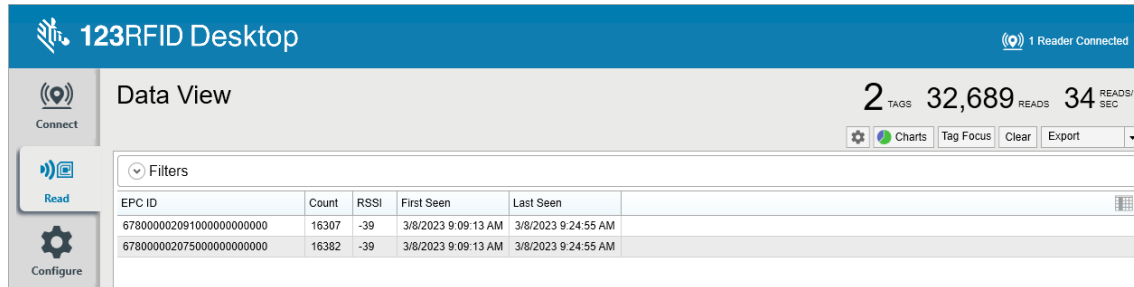 123RFID Desktop
1 Reader Connected
Connect
Data View
2 TAGS 32,689 READS 34 READS/SEC
Charts Tag Focus Clear Export
Read
Filters
EPC ID Count RSSI First Seen Last Seen
678000002091000000000000 16307 -39 3/8/2023 9:09:13 AM 3/8/2023 9:24:55 AM
678000002075000000000000 16382 -39 3/8/2023 9:09:13 AM 3/8/2023 9:24:55 AM
Configure